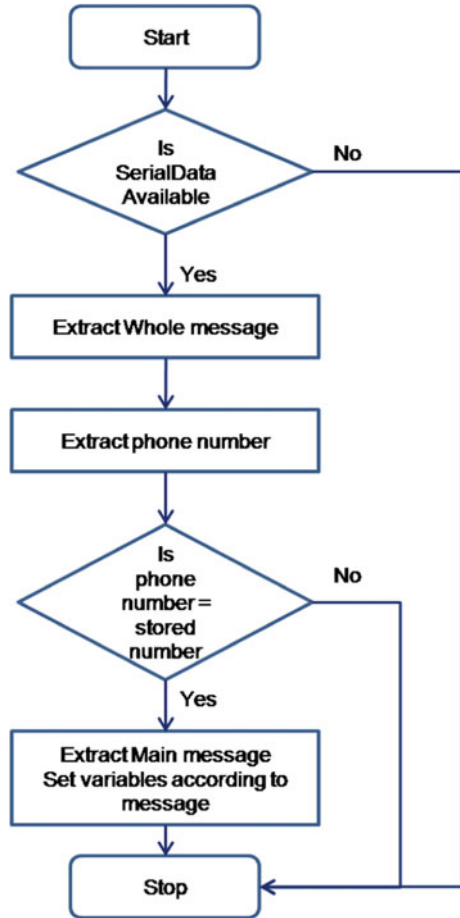 Start
Is
SerialData
Available
No
Yes
Extract Whole message
Extract phone number
Is
phone
number =
stored
number
No
Yes
Extract Main message
Set variables according to
message
Stop